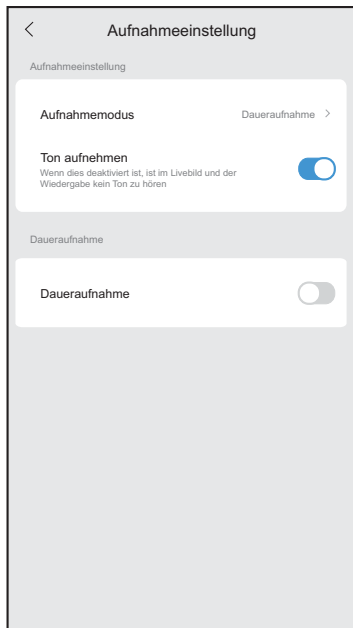 Aufnahmeeinstellung
Aufnahmeeinstellung
Aufnahmemodus Daueraufnahme
Ton aufnehmen
Wenn dies deaktiviert ist, ist im Livebild und der
Wiedergabe kein Ton zu hören
Daueraufnahme
Daueraufnahme